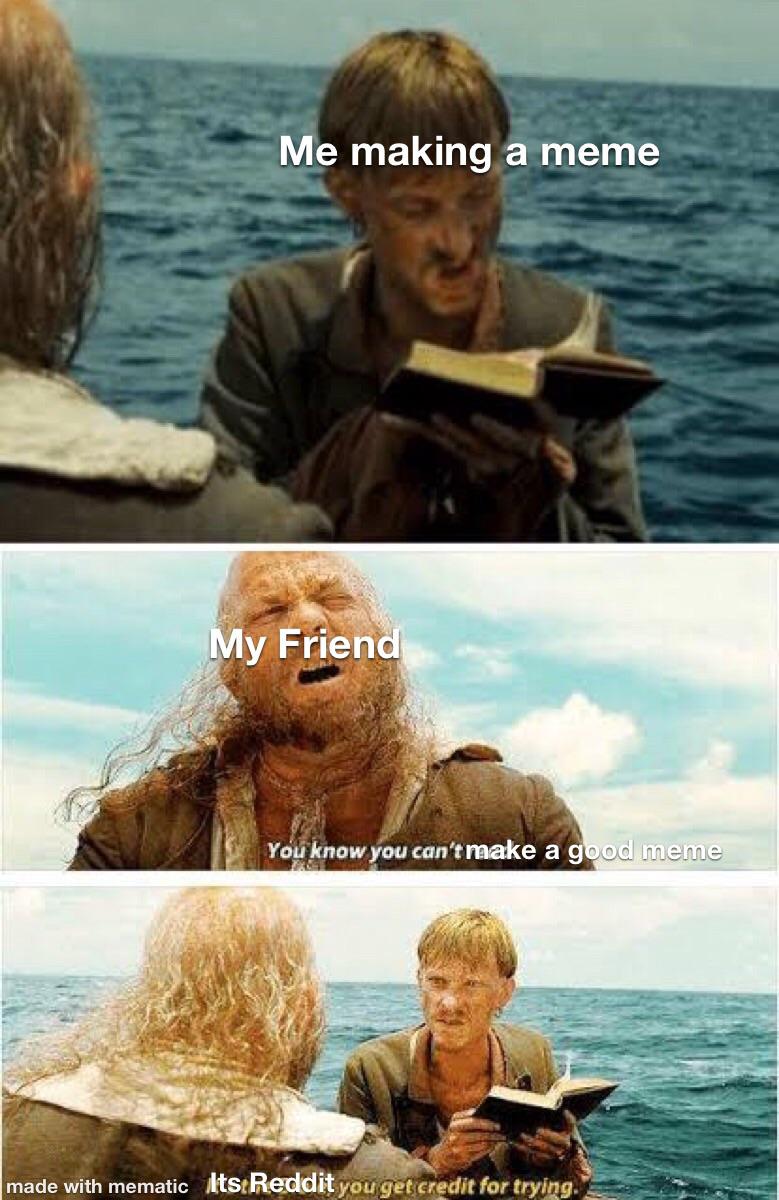 Me making a meme
My Friend
You know you can't make a good meme
Its Reddit you get credit for trying.
made with mematic